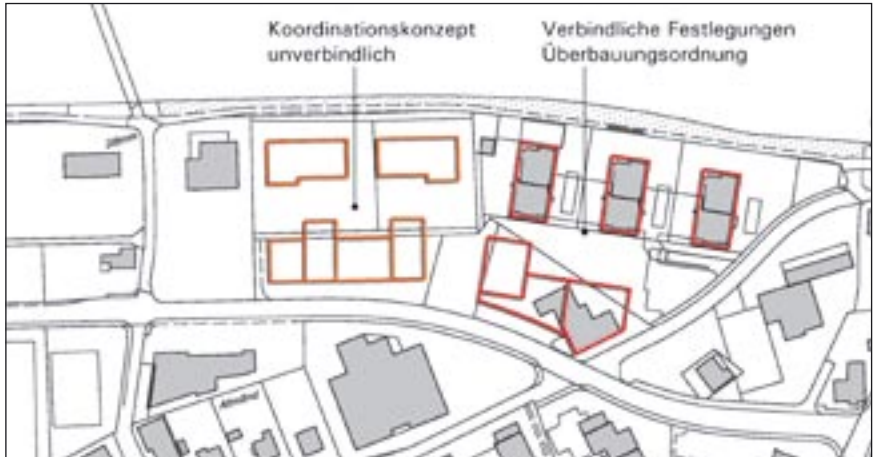 Koordinationskonzept
unverbindlich
Verbindliche Festlegungen
Überbauungsordnung